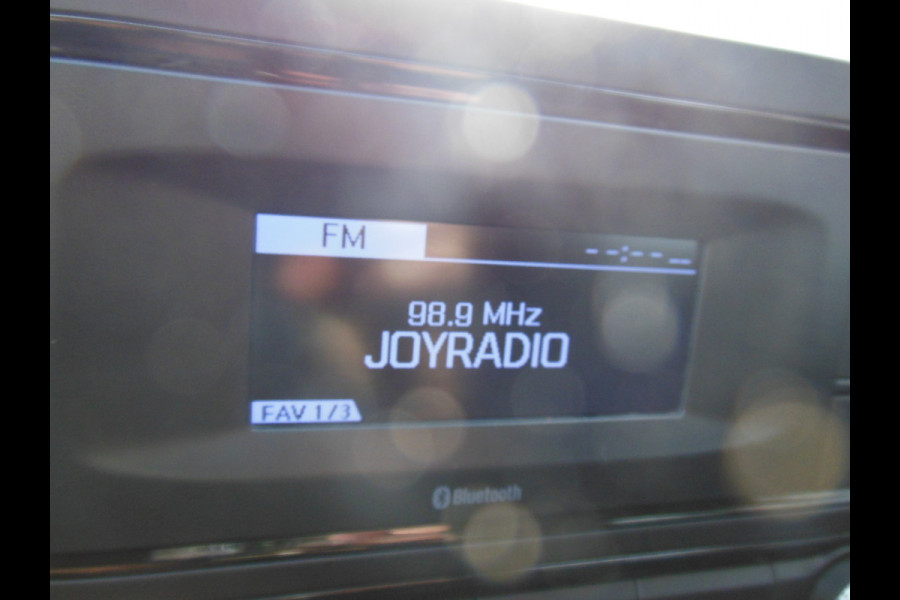 FM --:-- --
98.9 MHz
JOYRADIO
FAV 1/3
Bluetooth